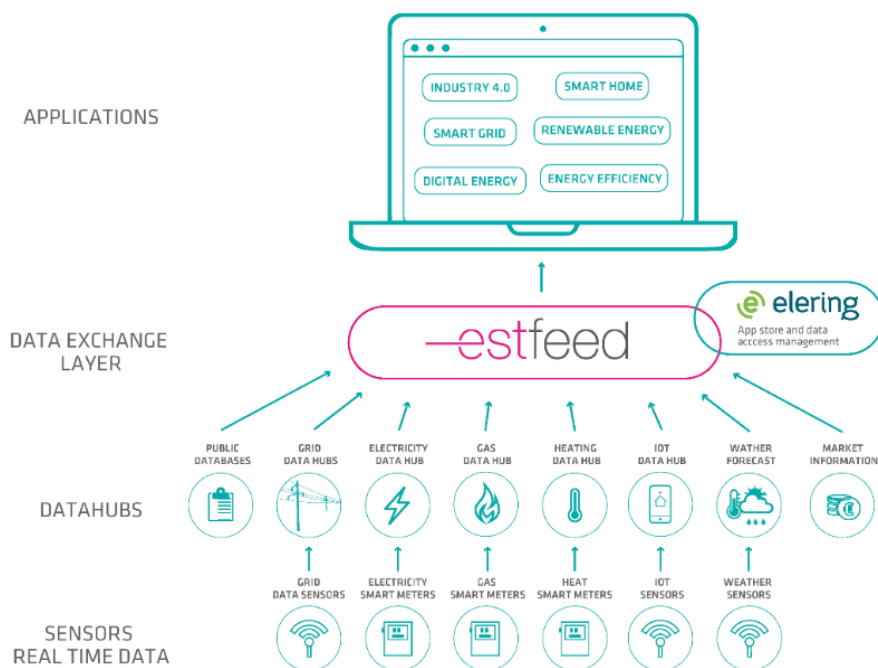 APPLICATIONS
INDUSTRY 4.0
SMART HOME
SMART GRID
RENEWABLE ENERGY
DIGITAL ENERGY
ENERGY EFFICIENCY
DATA EXCHANGE
LAYER
estfeed
elering
App store and data
acccess management
DATAHUBS
PUBLIC
DATABASES
GRID
DATA HUBS
ELECTRICITY
DATA HUB
GAS
DATA HUB
HEATING
DATA HUB
IOT
DATA HUB
WATHER
FORECAST
MARKET
INFORMATION
SENSORS
REAL TIME DATA
GRID
DATA SENSORS
ELECTRICITY
SMART METERS
GAS
SMART METERS
HEAT
SMART METERS
IOT
SENSORS
WEATHER
SENSORS